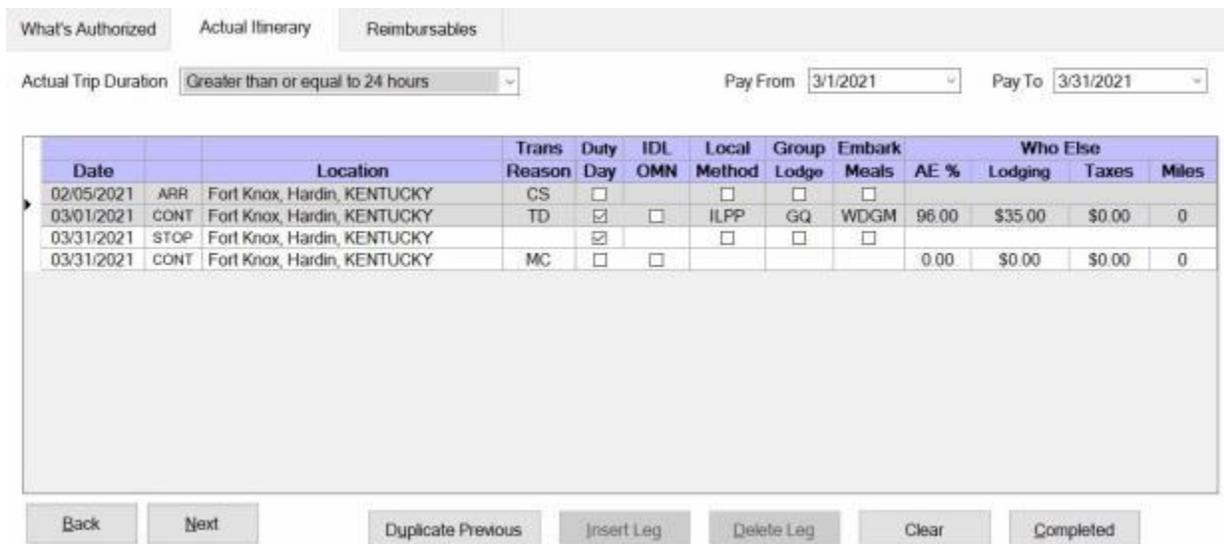 What's Authorized Actual Itinerary Reimbursables
Actual Trip Duration Greater than or equal to 24 hours Pay From 3/1/2021 Pay To 3/31/2021
Trans Duty IDL Local Group Embark Who Else
Date Location Reason Day OMN Method Lodge Meals AE % Lodging Taxes Miles
02/05/2021 ARR Fort Knox, Hardin, KENTUCKY CS
03/01/2021 CONT Fort Knox, Hardin, KENTUCKY TD ILPP GQ WDGM 96.00 $35.00 $0.00 0
03/31/2021 STOP Fort Knox, Hardin, KENTUCKY
03/31/2021 CONT Fort Knox, Hardin, KENTUCKY MC 0.00 $0.00 $0.00 0
Back Next Duplicate Previous Insert Leg Delete Leg Clear Completed